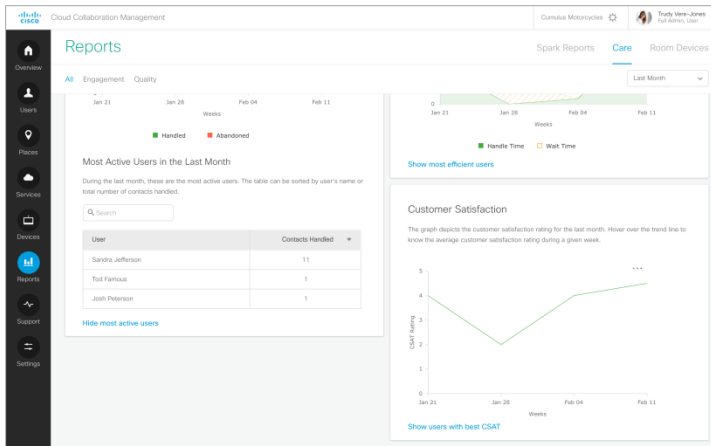 cisco Cloud Collaboration Management
Cumulus Motorcycles
Trudy Vere-Jones
Full Admin, User
Reports
Spark Reports Care Room Devices
All Engagement Quality
Last Month
Overview
Users
Places
Services
Devices
Reports
Support
Settings
Jan 21 Jan 28 Feb 04 Feb 11
Weeks
Handled Abandoned
Most Active Users in the Last Month
During the last month, these are the most active users. The table can be sorted by user's name or
total number of contacts handled.
Search
User Contacts Handled
Sandra Jefferson 11
Tod Famous 1
Josh Peterson 1
Hide most active users
0
Jan 21 Jan 28 Feb 04 Feb 11
Weeks
Handle Time Wait Time
Show most efficient users
Customer Satisfaction
The graph depicts the customer satisfaction rating for the last month. Hover over the trend line to
know the average customer satisfaction rating during a given week.
5
4
3
2
1
0
CSAT Rating
Jan 21 Jan 28 Feb 04 Feb 11
Weeks
Show users with best CSAT